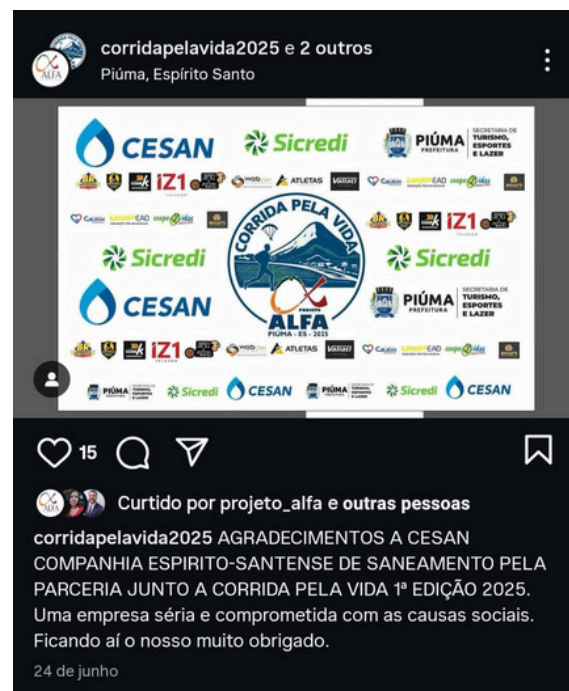 corridapelavida2025 e 2 outros
Piúma, Espírito Santo
CESAN
Sicredi
PIÚMA
PREFEITURA
SECRETARIA DE
TURISMO,
ESPORTES
E LAZER
iZ1
TELECOM
ATLETAS
iZ1
CORRIDA PELA VIDA
PROJETO
ALFA
PIÚMA - ES - 2025
Sicredi
Sicredi
CESAN
PIÚMA
PREFEITURA
SECRETARIA DE
TURISMO,
ESPORTES
E LAZER
iZ1
ATLETAS
PIÚMA
Sicredi
CESAN
PIÚMA
Sicredi
CESAN
15
ALFA
Curtido por projeto_alfa e outras pessoas
corridapelavida2025 AGRADECIMENTOS A CESAN
COMPANHIA ESPIRITO-SANTENSE DE SANEAMENTO PELA
PARCERIA JUNTO A CORRIDA PELA VIDA 1ª EDIÇÃO 2025.
Uma empresa séria e comprometida com as causas sociais.
Ficando aí o nosso muito obrigado.
24 de junho